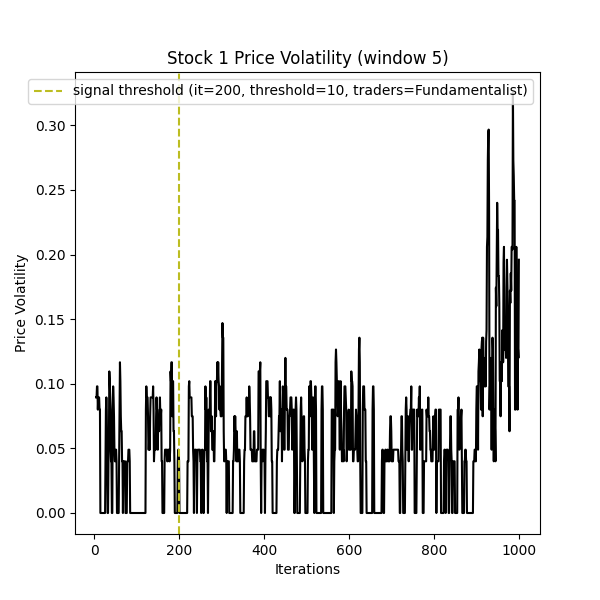 Stock 1 Price Volatility (window 5)
signal threshold (it=200, threshold=10, traders=Fundamentalist)
0.30
0.25
0.20
0.15
0.10
0.05
0.00
Price Volatility
0 200 400 600 800 1000
Iterations